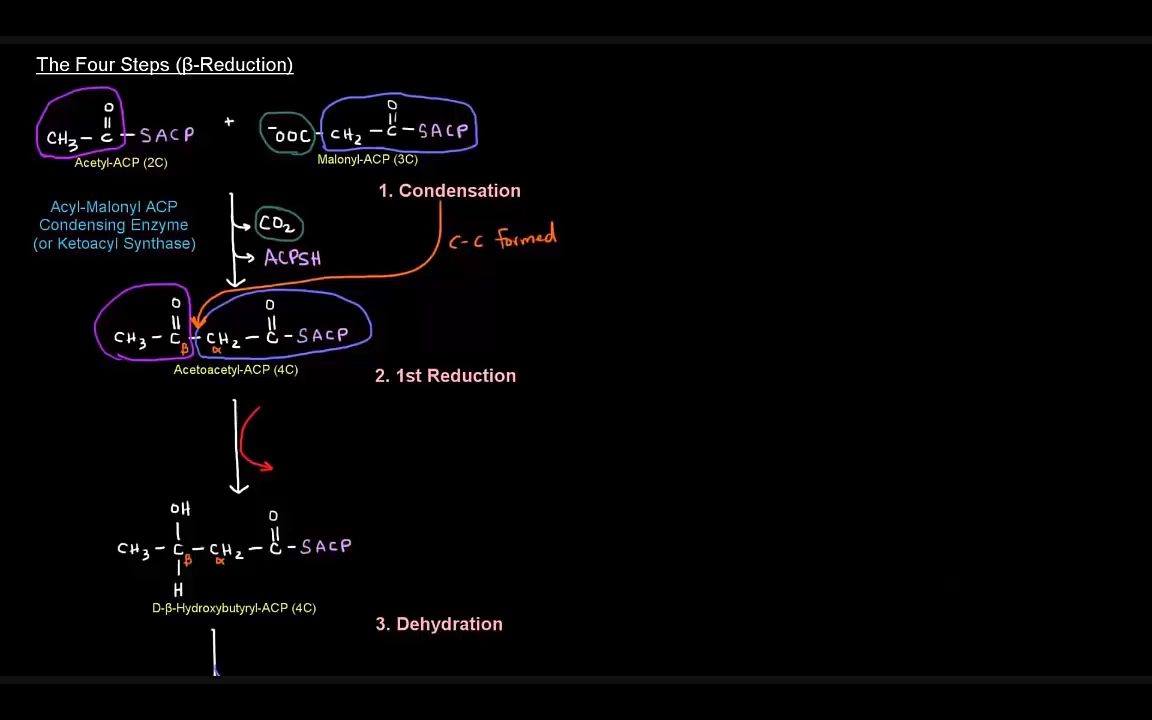 The Four Steps (β-Reduction)
CH3 – C – SACP
O
+
⁻OOC – CH2 – C – SACP
O
Acetyl-ACP (2C)
Malonyl-ACP (3C)
1. Condensation
Acyl-Malonyl ACP
Condensing Enzyme
(or Ketoacyl Synthase)
CO2
ACPSH
C-C formed
O
O
CH3 – C – CH2 – C – SACP
β
α
Acetoacetyl-ACP (4C)
2. 1st Reduction
OH
O
CH3 – C – CH2 – C – SACP
β
α
H
D-β-Hydroxybutyryl-ACP (4C)
3. Dehydration